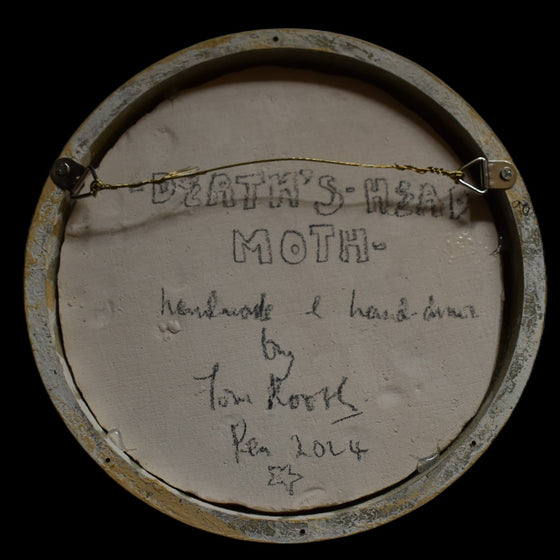 -DEATH'S-HEAD
MOTH-
handmade & hand-drawn
by
Tom Rooth
Pen 2024